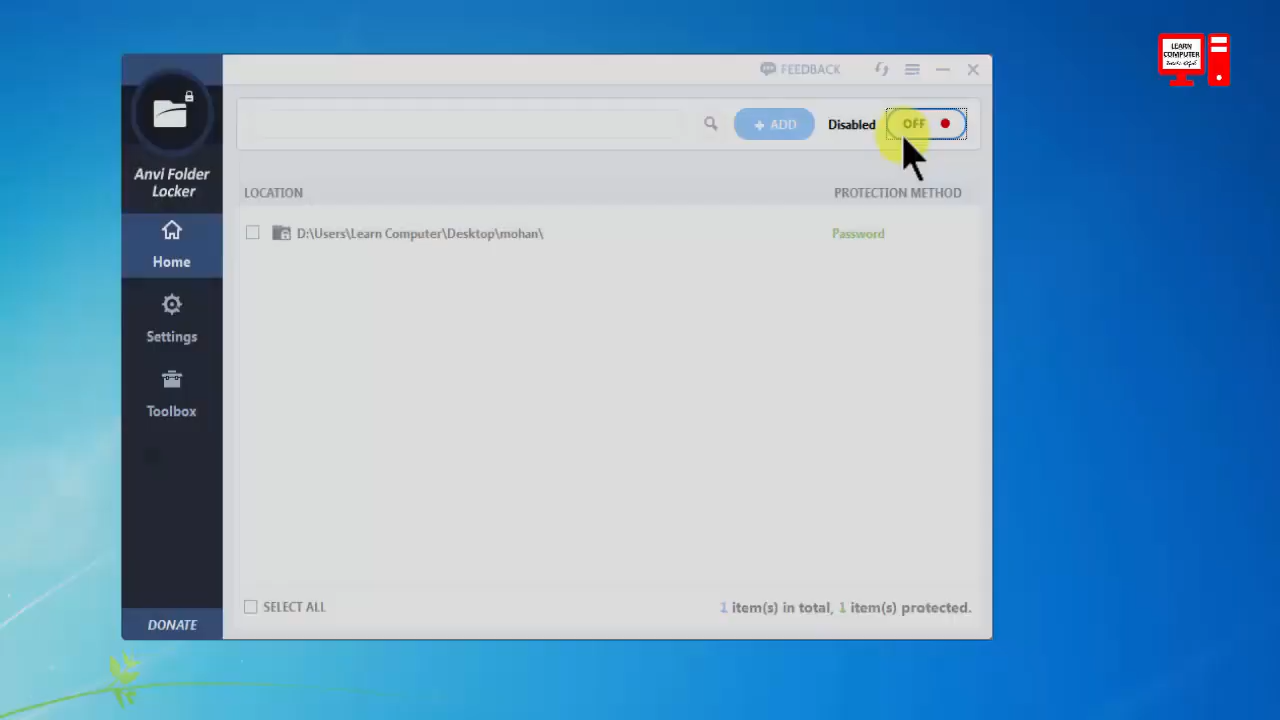 LEARN
COMPUTER
FEEDBACK
+ ADD
Disabled
OFF
Anvi Folder
Locker
LOCATION
PROTECTION METHOD
D:\Users\Learn Computer\Desktop\mohan\
Password
Home
Settings
Toolbox
SELECT ALL
1 item(s) in total, 1 item(s) protected.
DONATE